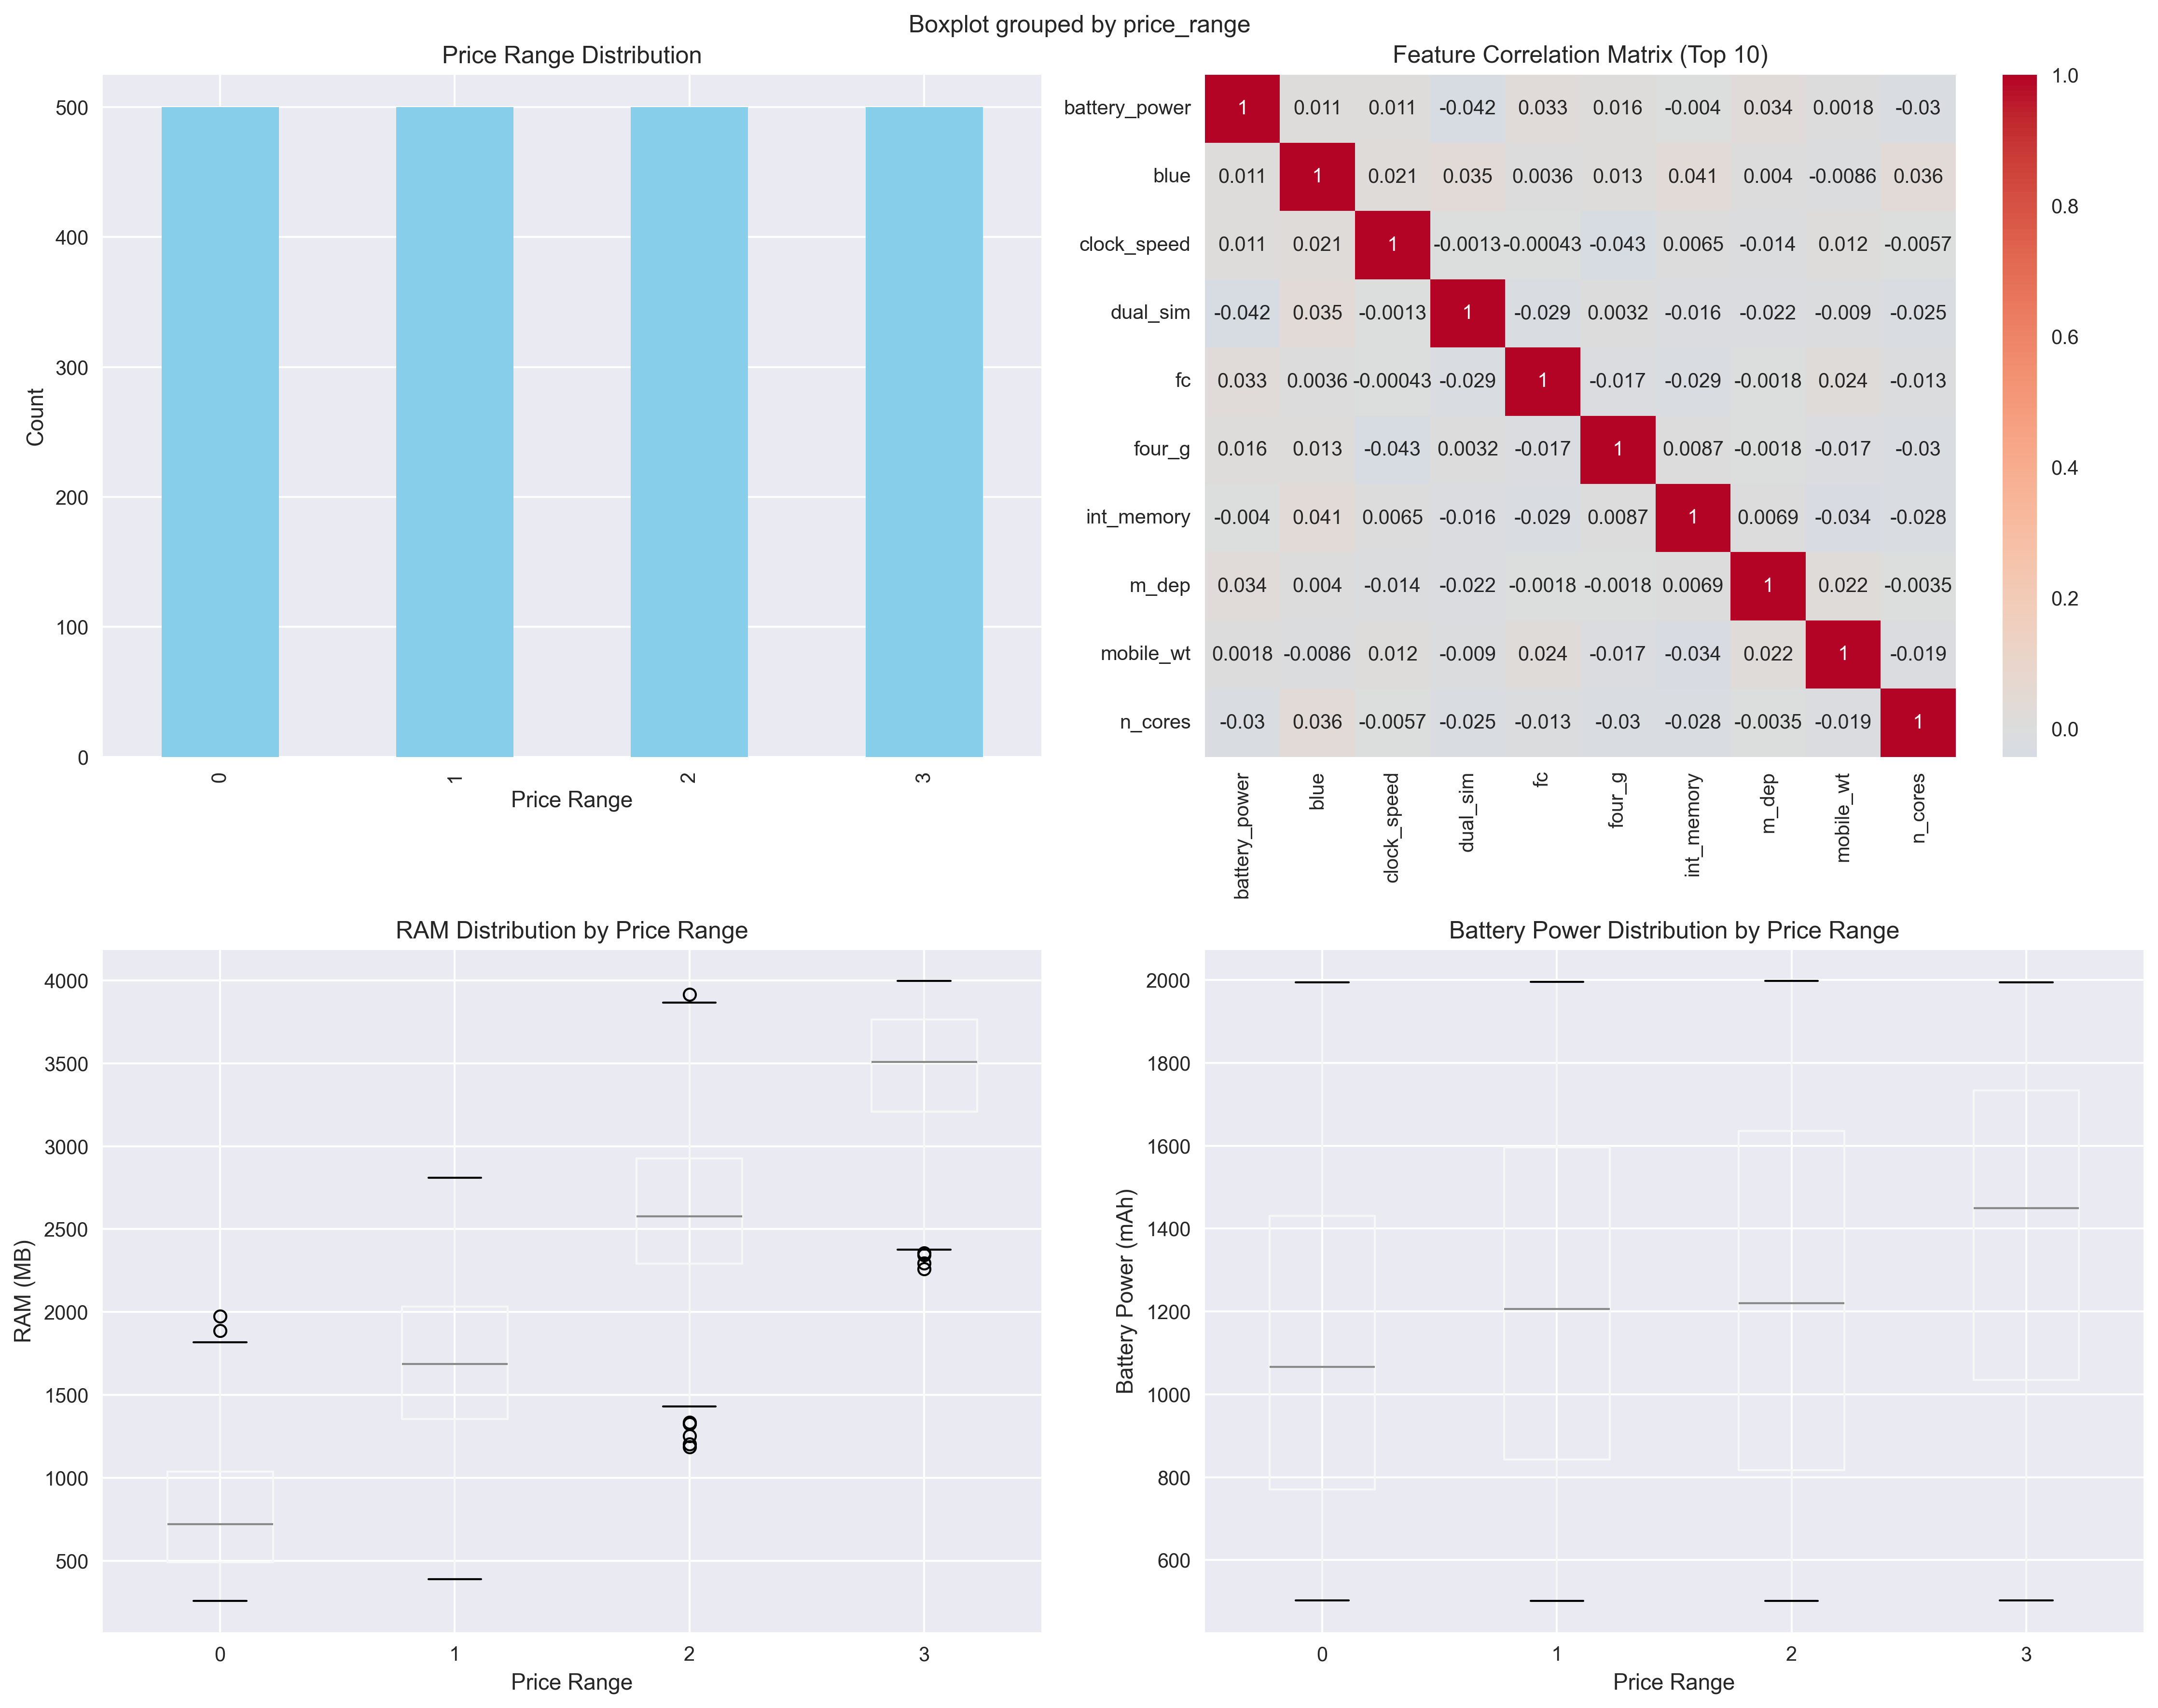 Boxplot grouped by price_range
Price Range Distribution
500
400
300
200
100
0
Count
0 1 2 3
Price Range
Feature Correlation Matrix (Top 10)
battery_power 1 0.011 0.011 -0.042 0.033 0.016 -0.004 0.034 0.0018 -0.03
blue 0.011 1 0.021 0.035 0.0036 0.013 0.041 0.004 -0.0086 0.036
clock_speed 0.011 0.021 1 -0.0013 -0.00043 -0.043 0.0065 -0.014 0.012 -0.0057
dual_sim -0.042 0.035 -0.0013 1 -0.029 0.0032 -0.016 -0.022 -0.009 -0.025
fc 0.033 0.0036 -0.00043 -0.029 1 -0.017 -0.029 -0.0018 0.024 -0.013
four_g 0.016 0.013 -0.043 0.0032 -0.017 1 0.0087 -0.0018 -0.017 -0.03
int_memory -0.004 0.041 0.0065 -0.016 -0.029 0.0087 1 0.0069 -0.034 -0.028
m_dep 0.034 0.004 -0.014 -0.022 -0.0018 -0.0018 0.0069 1 0.022 -0.0035
mobile_wt 0.0018 -0.0086 0.012 -0.009 0.024 -0.017 -0.034 0.022 1 -0.019
n_cores -0.03 0.036 -0.0057 -0.025 -0.013 -0.03 -0.028 -0.0035 -0.019 1
battery_power blue clock_speed dual_sim fc four_g int_memory m_dep mobile_wt n_cores
1.0
0.8
0.6
0.4
0.2
0.0
RAM Distribution by Price Range
4000
3500
3000
2500
2000
1500
1000
500
RAM (MB)
0 1 2 3
Price Range
Battery Power Distribution by Price Range
2000
1800
1600
1400
1200
1000
800
600
Battery Power (mAh)
0 1 2 3
Price Range